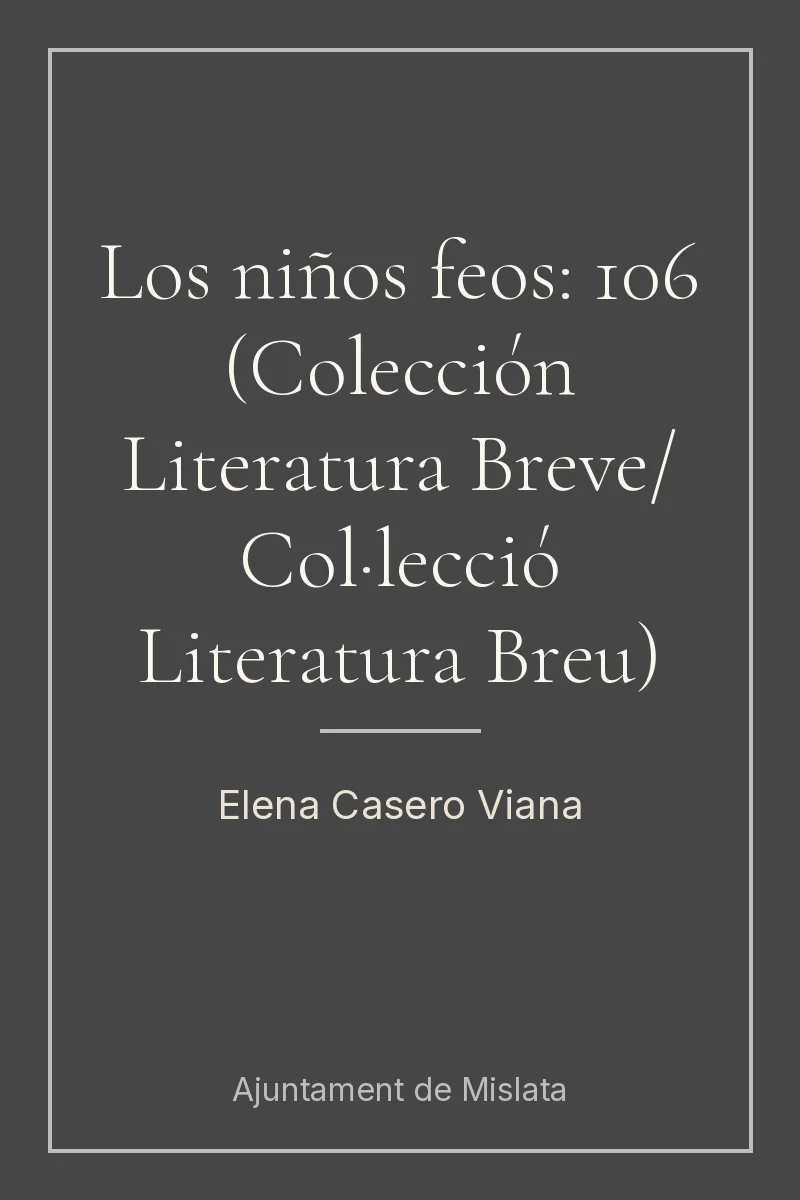 Los niños feos: 106
(Colección
Literatura Breve/
Col·lecció
Literatura Breu)
Elena Casero Viana
Ajuntament de Mislata